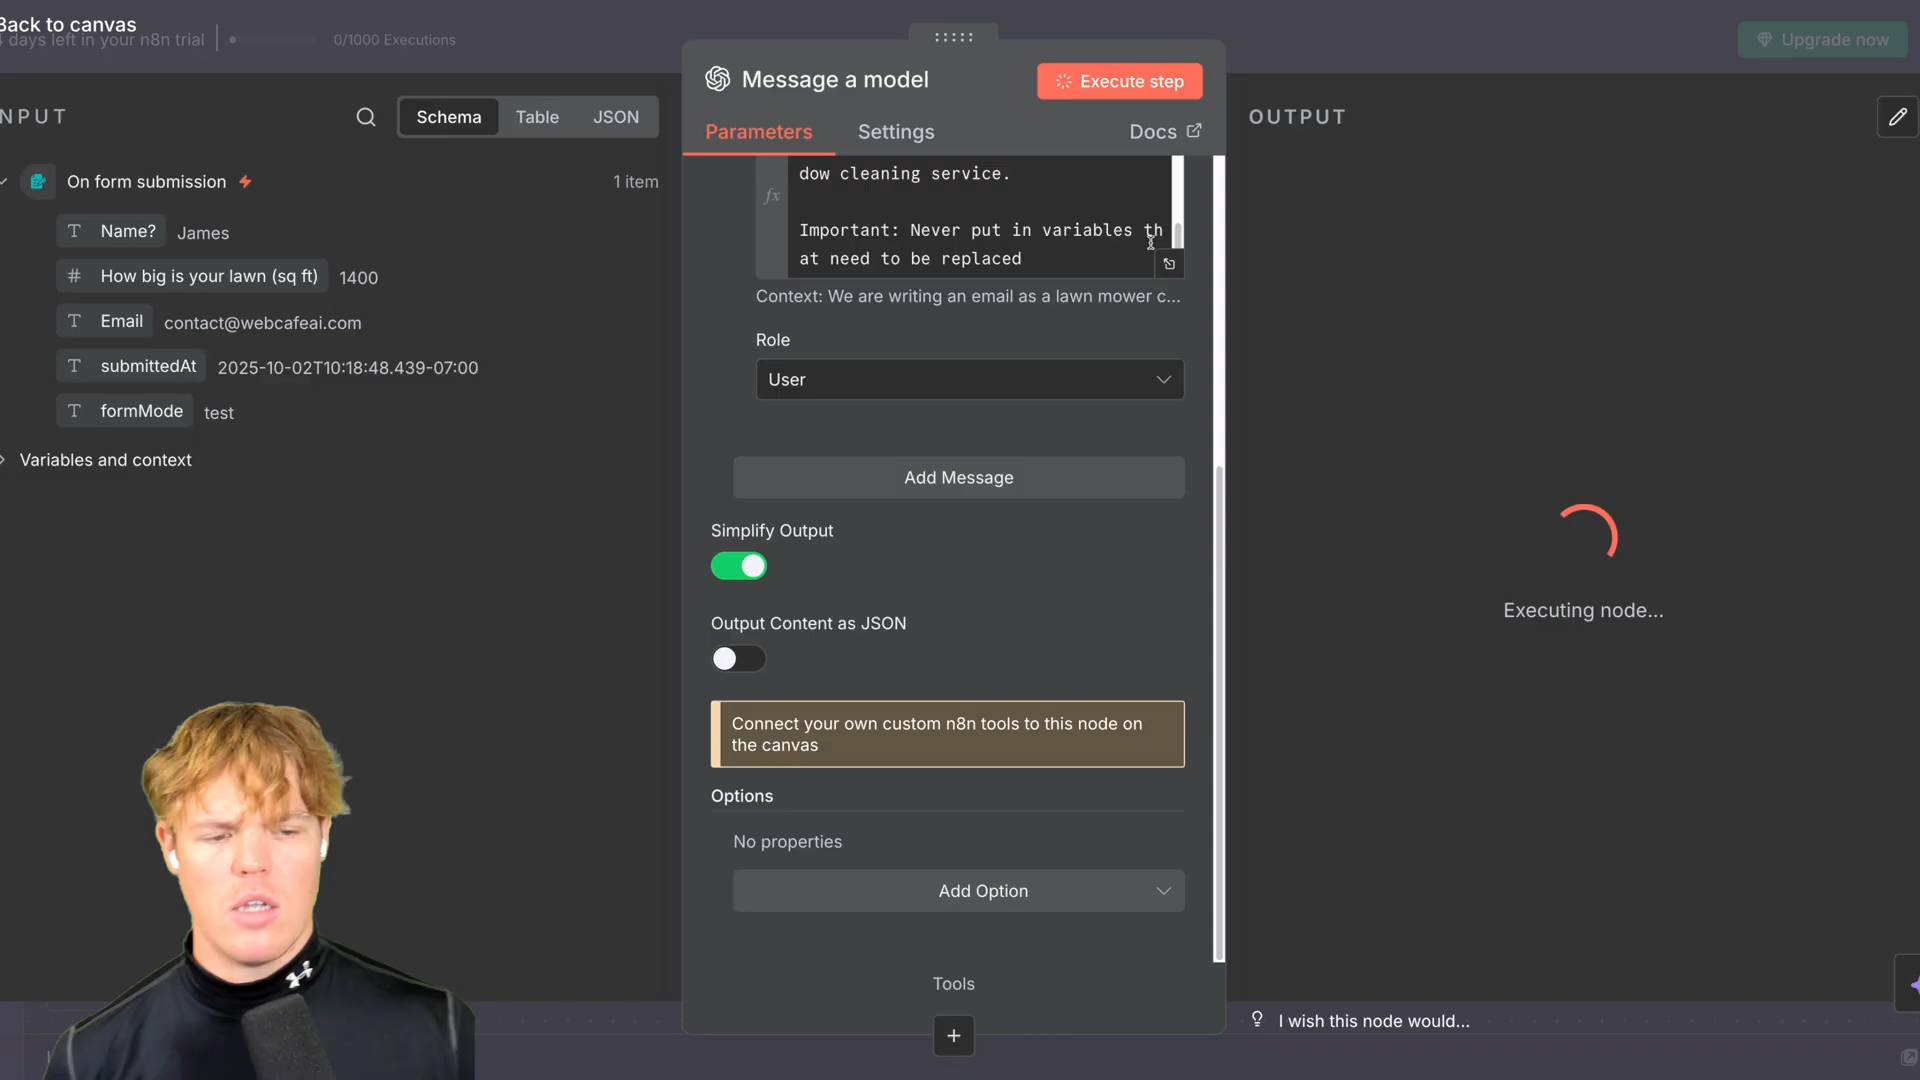 Back to canvas
days left in your n8n trial
0/1000 Executions
Upgrade now
NPUT
Schema
Table
JSON
On form submission
1 item
T Name? James
# How big is your lawn (sq ft) 1400
T Email contact@webcafeai.com
T submittedAt 2025-10-02T10:18:48.439-07:00
T formMode test
Variables and context
Message a model
Execute step
Parameters
Settings
Docs
fx
dow cleaning service.
Important: Never put in variables th
at need to be replaced
Context: We are writing an email as a lawn mower c...
Role
User
Add Message
Simplify Output
Output Content as JSON
Connect your own custom n8n tools to this node on
the canvas
Options
No properties
Add Option
Tools
+
OUTPUT
Executing node...
I wish this node would...